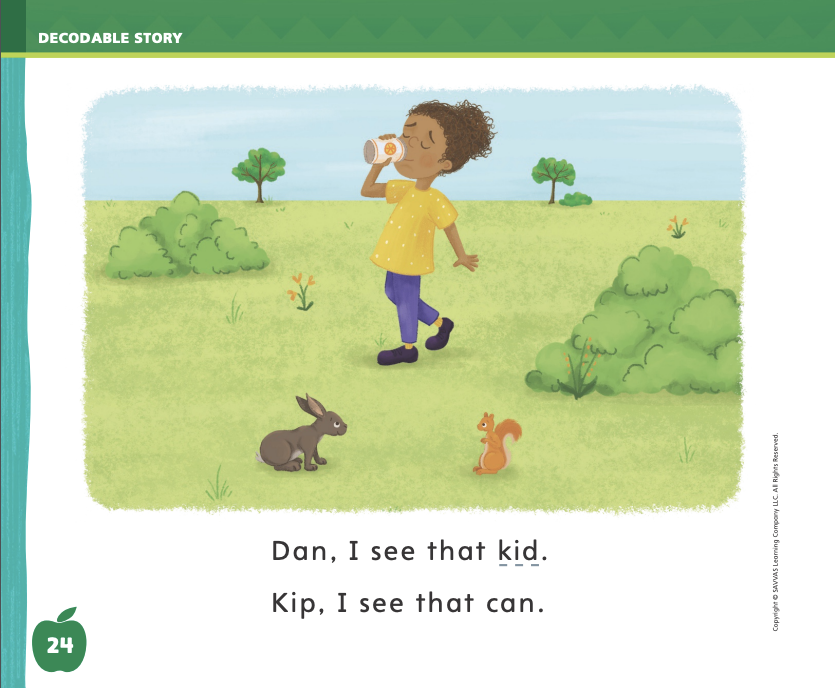 DECODABLE STORY
Dan, I see that kid.
Kip, I see that can.
24
Copyright © SAVVAS Learning Company LLC. All Rights Reserved.